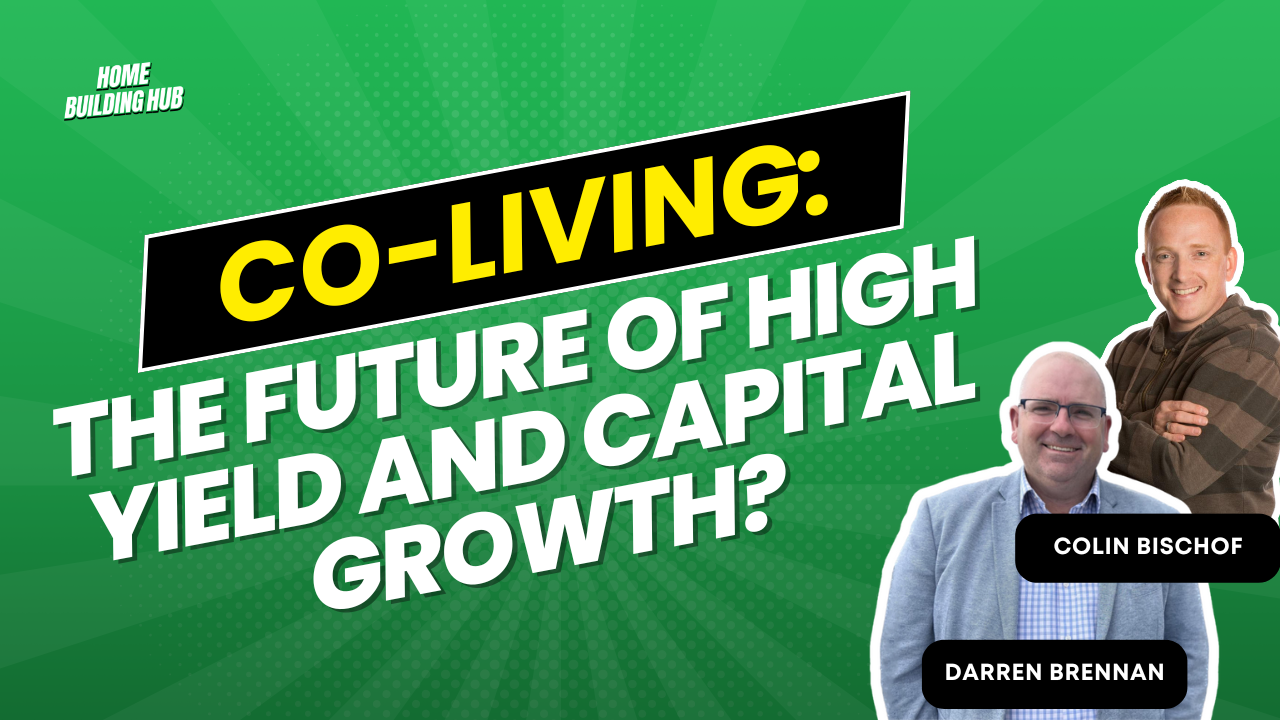 HOME
BUILDING HUB
CO-LIVING:
THE FUTURE OF HIGH
YIELD AND CAPITAL
GROWTH?
COLIN BISCHOF
DARREN BRENNAN